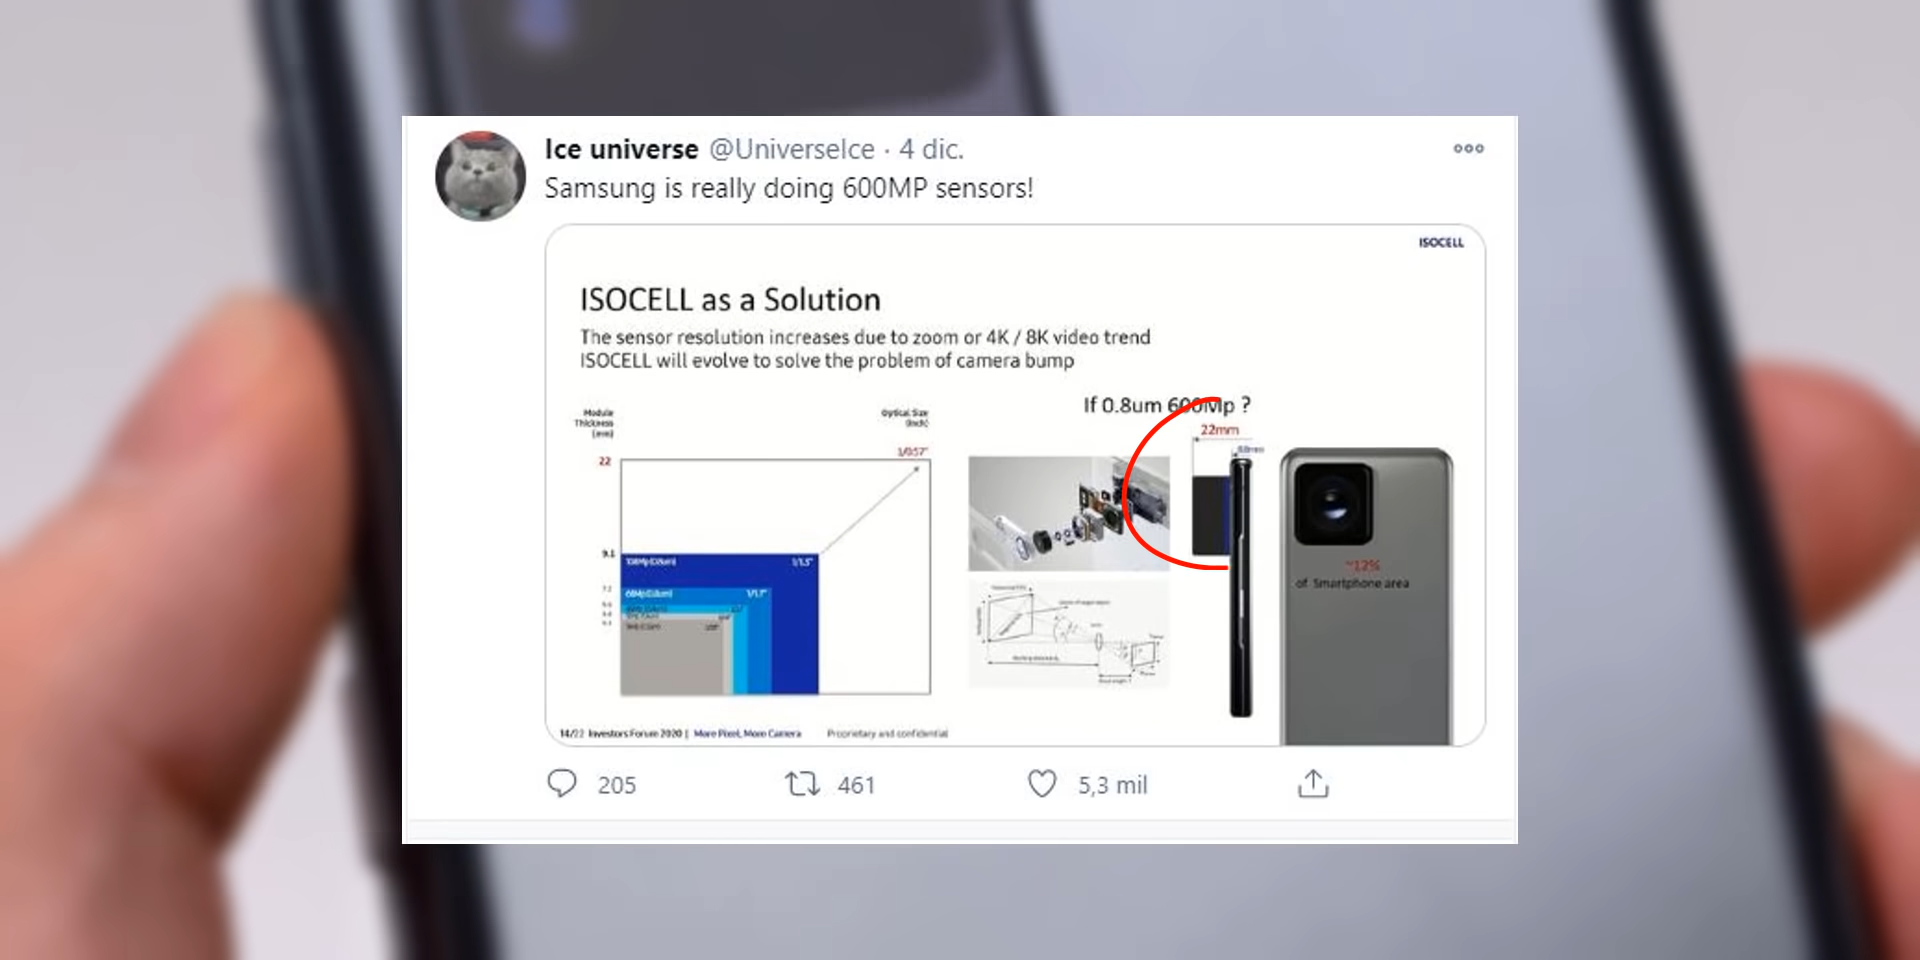 Ice universe @UniverseIce · 4 dic.
Samsung is really doing 600MP sensors!
ISOCELL
ISOCELL as a Solution
The sensor resolution increases due to zoom or 4K / 8K video trend
ISOCELL will evolve to solve the problem of camera bump
If 0.8um 600Mp ?
Module
Thickness
(mm)
Optical Size
(Inch)
22mm
1/0.57"
22
9.1
108Mp(0.8um) 1/1.3"
~12%
of Smartphone area
64Mp(0.8um) 1/1.7"
14/22 Investors Forum 2020 | More Pixel, More Camera Proprietary and confidential
205 461 5,3 mil